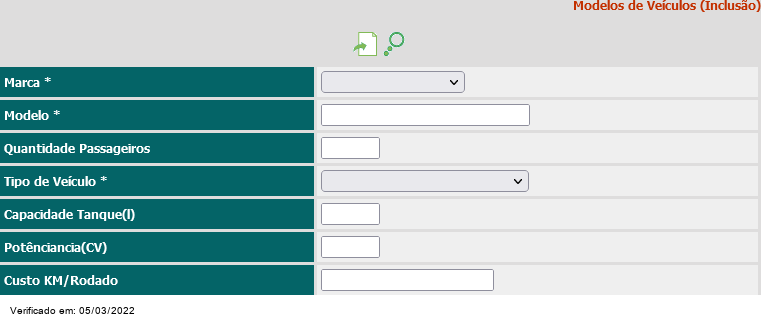 Modelos de Veículos (Inclusão)
Marca *
Modelo *
Quantidade Passageiros
Tipo de Veículo *
Capacidade Tanque(l)
Potênciancia(CV)
Custo KM/Rodado
Verificado em: 05/03/2022